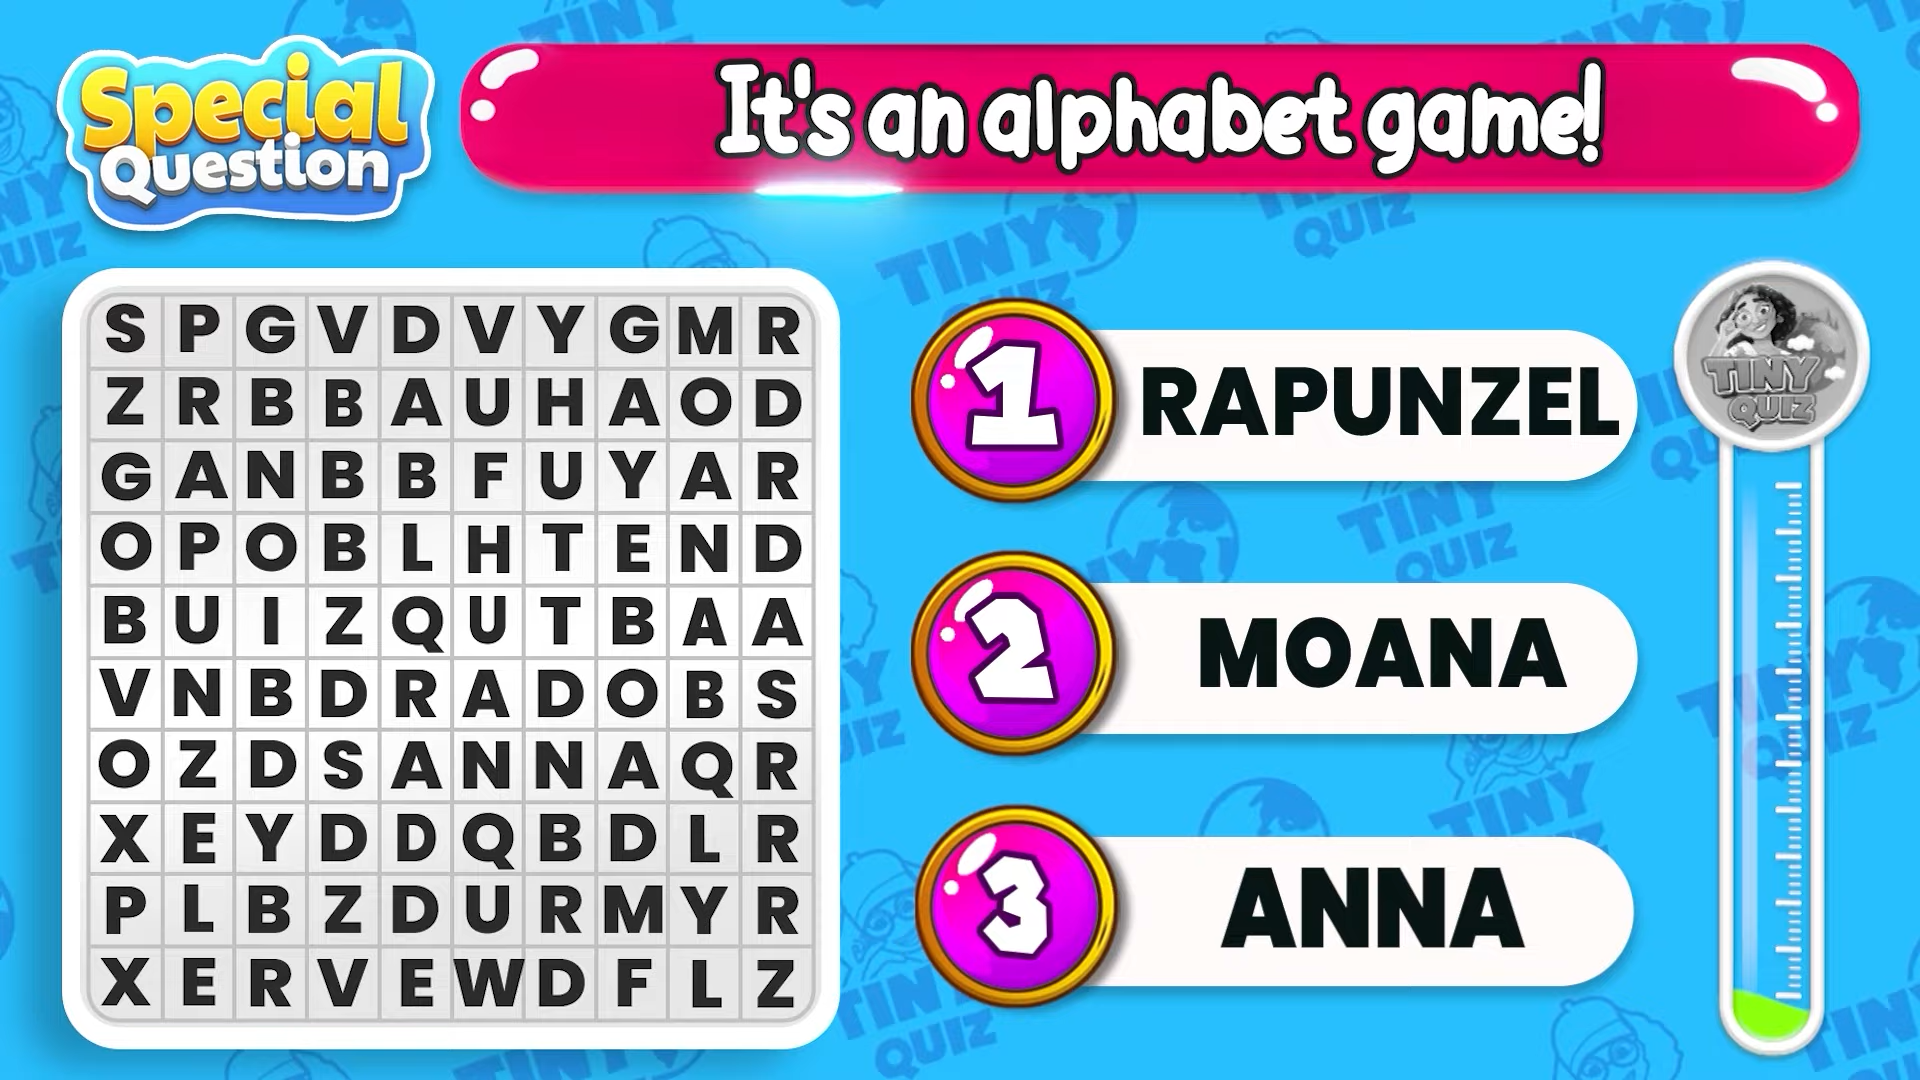 Special
Question
It's an alphabet game!
S P G V D V Y G M R
Z R B B A U H A O D
G A N B B F U Y A R
O P O B L H T E N D
B U I Z Q U T B A A
V N B D R A D O B S
O Z D S A N N A Q R
X E Y D D Q B D L R
P L B Z D U R M Y R
X E R V E W D F L Z
1 RAPUNZEL
2 MOANA
3 ANNA
TINY
QUIZ